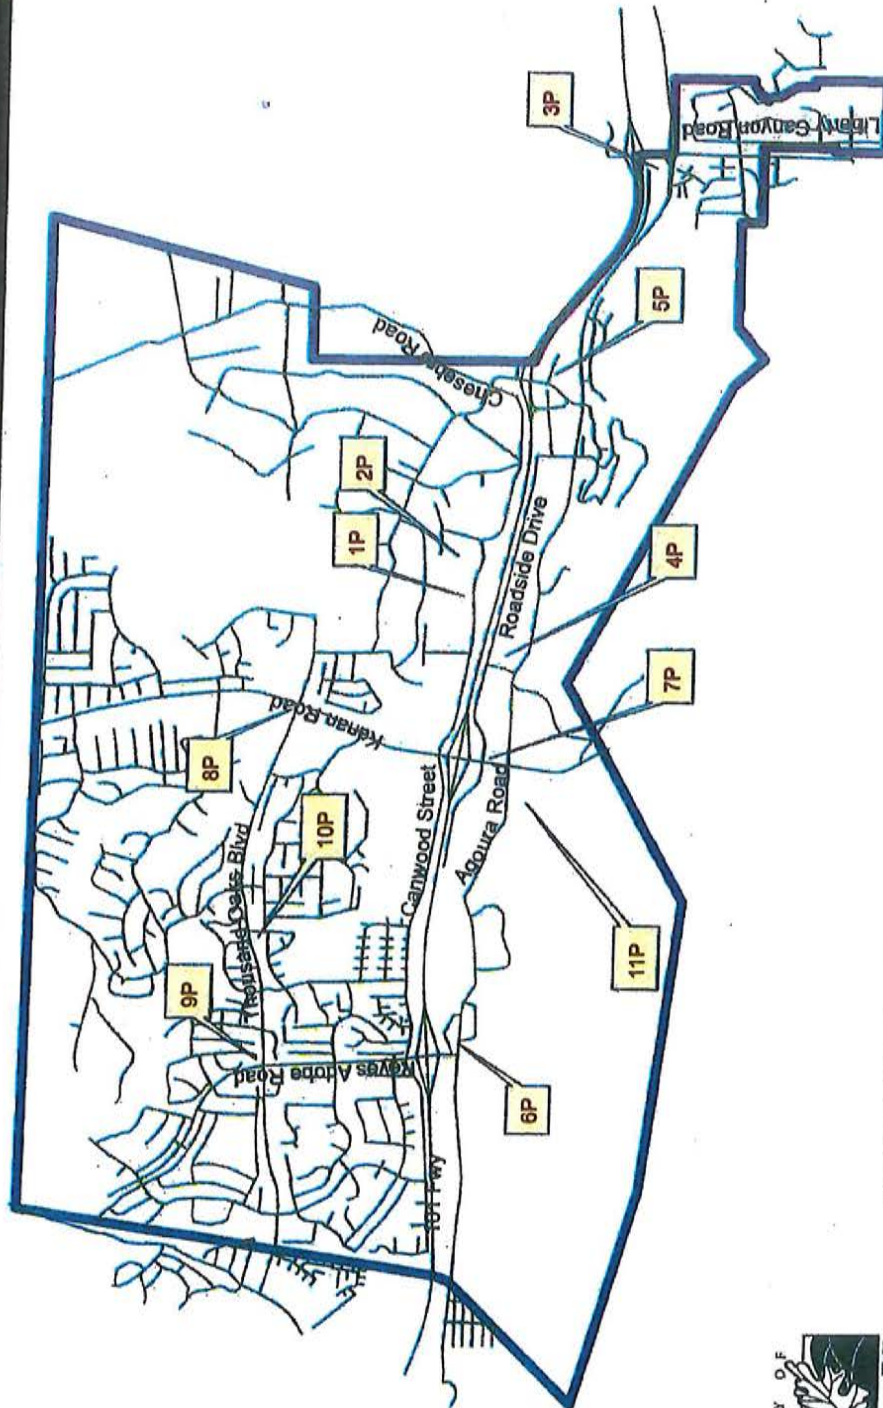 3P
Liberty Canyon Road
5P
Chesebro Road
2P
1P
Roadside Drive
4P
7P
8P
Kanan Road
10P
Thousand Oaks Blvd
Canwood Street
Agoura Road
9P
11P
Reyes Adobe Road
6P
101 Fwy
OF